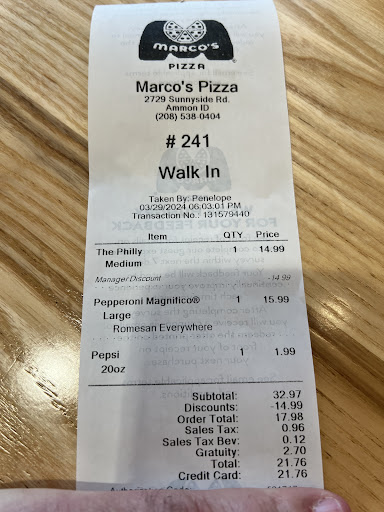 MARCO'S
PIZZA
Marco's Pizza
2729 Sunnyside Rd.
Ammon ID
(208) 538-0404
# 241
Walk In
Taken By: Penelope
03/29/2024 06:03:01 PM
Transaction No.: 131579440
Item QTY Price
The Philly 1 14.99
Medium
Manager Discount -14.99
Pepperoni Magnifico® 1 15.99
Large
Romesan Everywhere
Pepsi 1 1.99
20oz
Subtotal: 32.97
Discounts: -14.99
Order Total: 17.98
Sales Tax: 0.96
Sales Tax Bev: 0.12
Gratuity: 2.70
Total: 21.76
Credit Card: 21.76